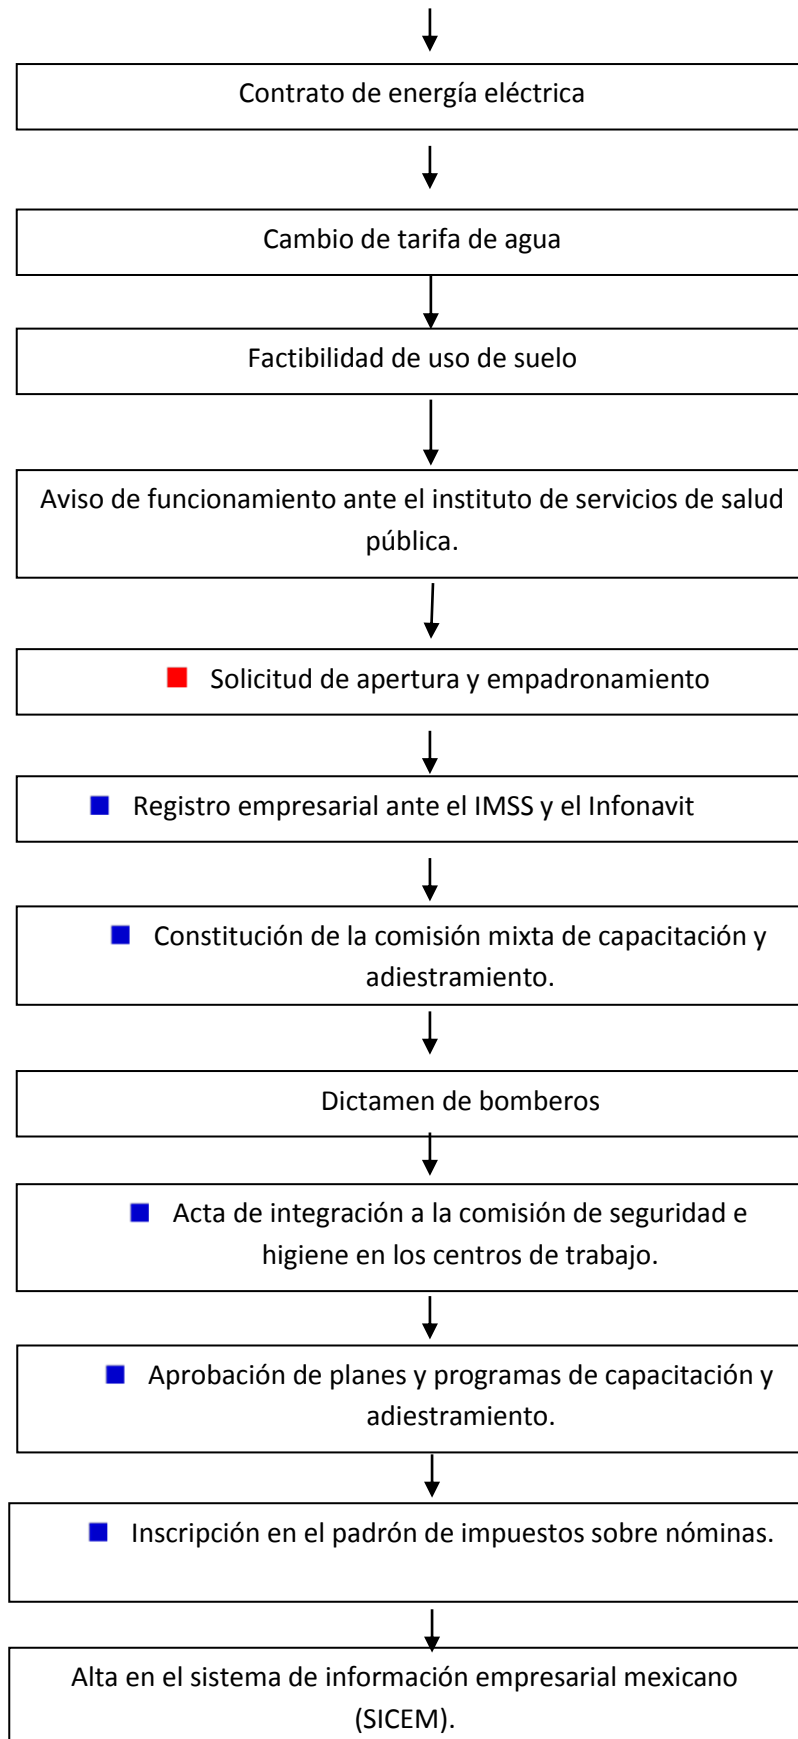 Contrato de energía eléctrica
Cambio de tarifa de agua
Factibilidad de uso de suelo
Aviso de funcionamiento ante el instituto de servicios de salud
pública.
Solicitud de apertura y empadronamiento
Registro empresarial ante el IMSS y el Infonavit
Constitución de la comisión mixta de capacitación y
adiestramiento.
Dictamen de bomberos
Acta de integración a la comisión de seguridad e
higiene en los centros de trabajo.
Aprobación de planes y programas de capacitación y
adiestramiento.
Inscripción en el padrón de impuestos sobre nóminas.
Alta en el sistema de información empresarial mexicano
(SICEM).